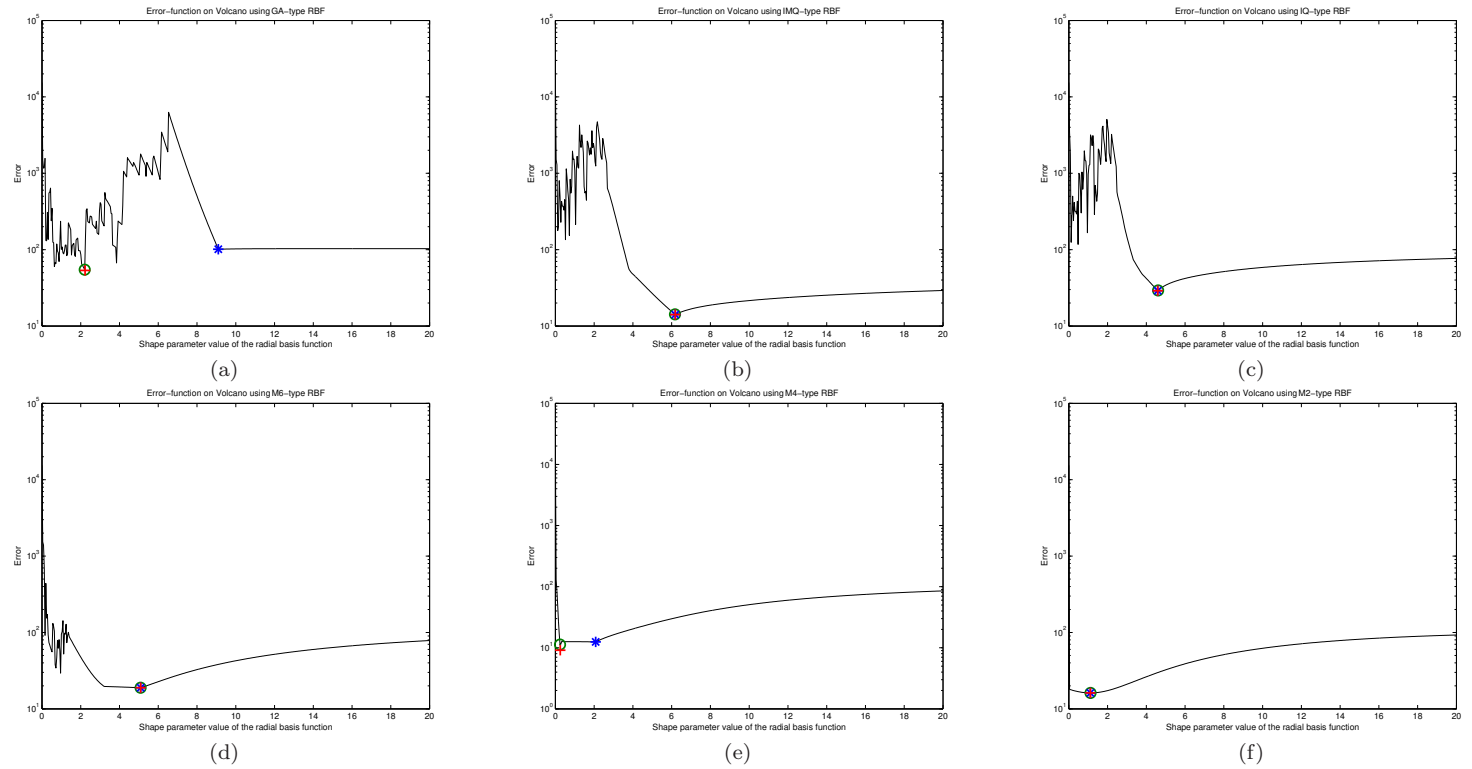 Error-function on Volcano using GA-type RBF
10^5
10^4
10^3
10^2
10^1
Error
0 2 4 6 8 10 12 14 16 18 20
Shape parameter value of the radial basis function
(a)
Error-function on Volcano using IMQ-type RBF
10^5
10^4
10^3
10^2
10^1
Error
0 2 4 6 8 10 12 14 16 18 20
Shape parameter value of the radial basis function
(b)
Error-function on Volcano using IQ-type RBF
10^5
10^4
10^3
10^2
10^1
Error
0 2 4 6 8 10 12 14 16 18 20
Shape parameter value of the radial basis function
(c)
Error-function on Volcano using M6-type RBF
10^5
10^4
10^3
10^2
10^1
Error
0 2 4 6 8 10 12 14 16 18 20
Shape parameter value of the radial basis function
(d)
Error-function on Volcano using M4-type RBF
10^5
10^4
10^3
10^2
10^1
10^0
Error
0 2 4 6 8 10 12 14 16 18 20
Shape parameter value of the radial basis function
(e)
Error-function on Volcano using M2-type RBF
10^5
10^4
10^3
10^2
10^1
Error
0 2 4 6 8 10 12 14 16 18 20
Shape parameter value of the radial basis function
(f)